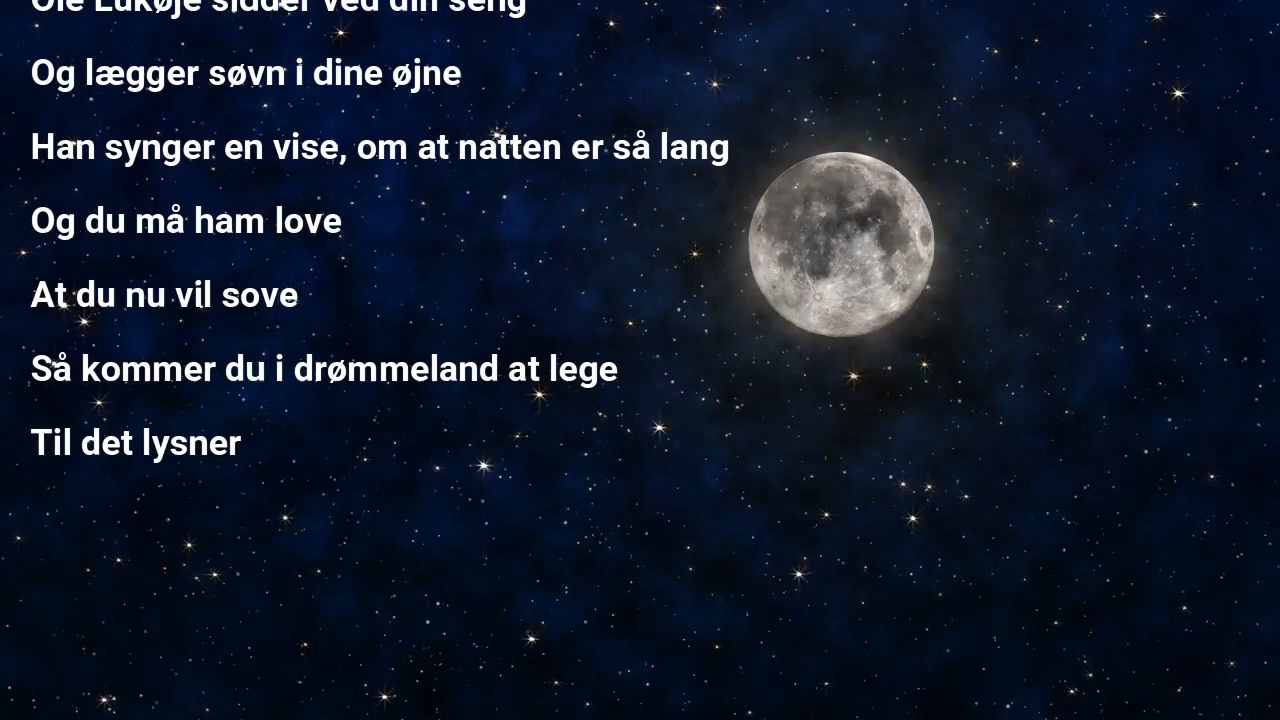 Ole Lukøje sidder ved din seng
Og lægger søvn i dine øjne
Han synger en vise, om at natten er så lang
Og du må ham love
At du nu vil sove
Så kommer du i drømmeland at lege
Til det lysner